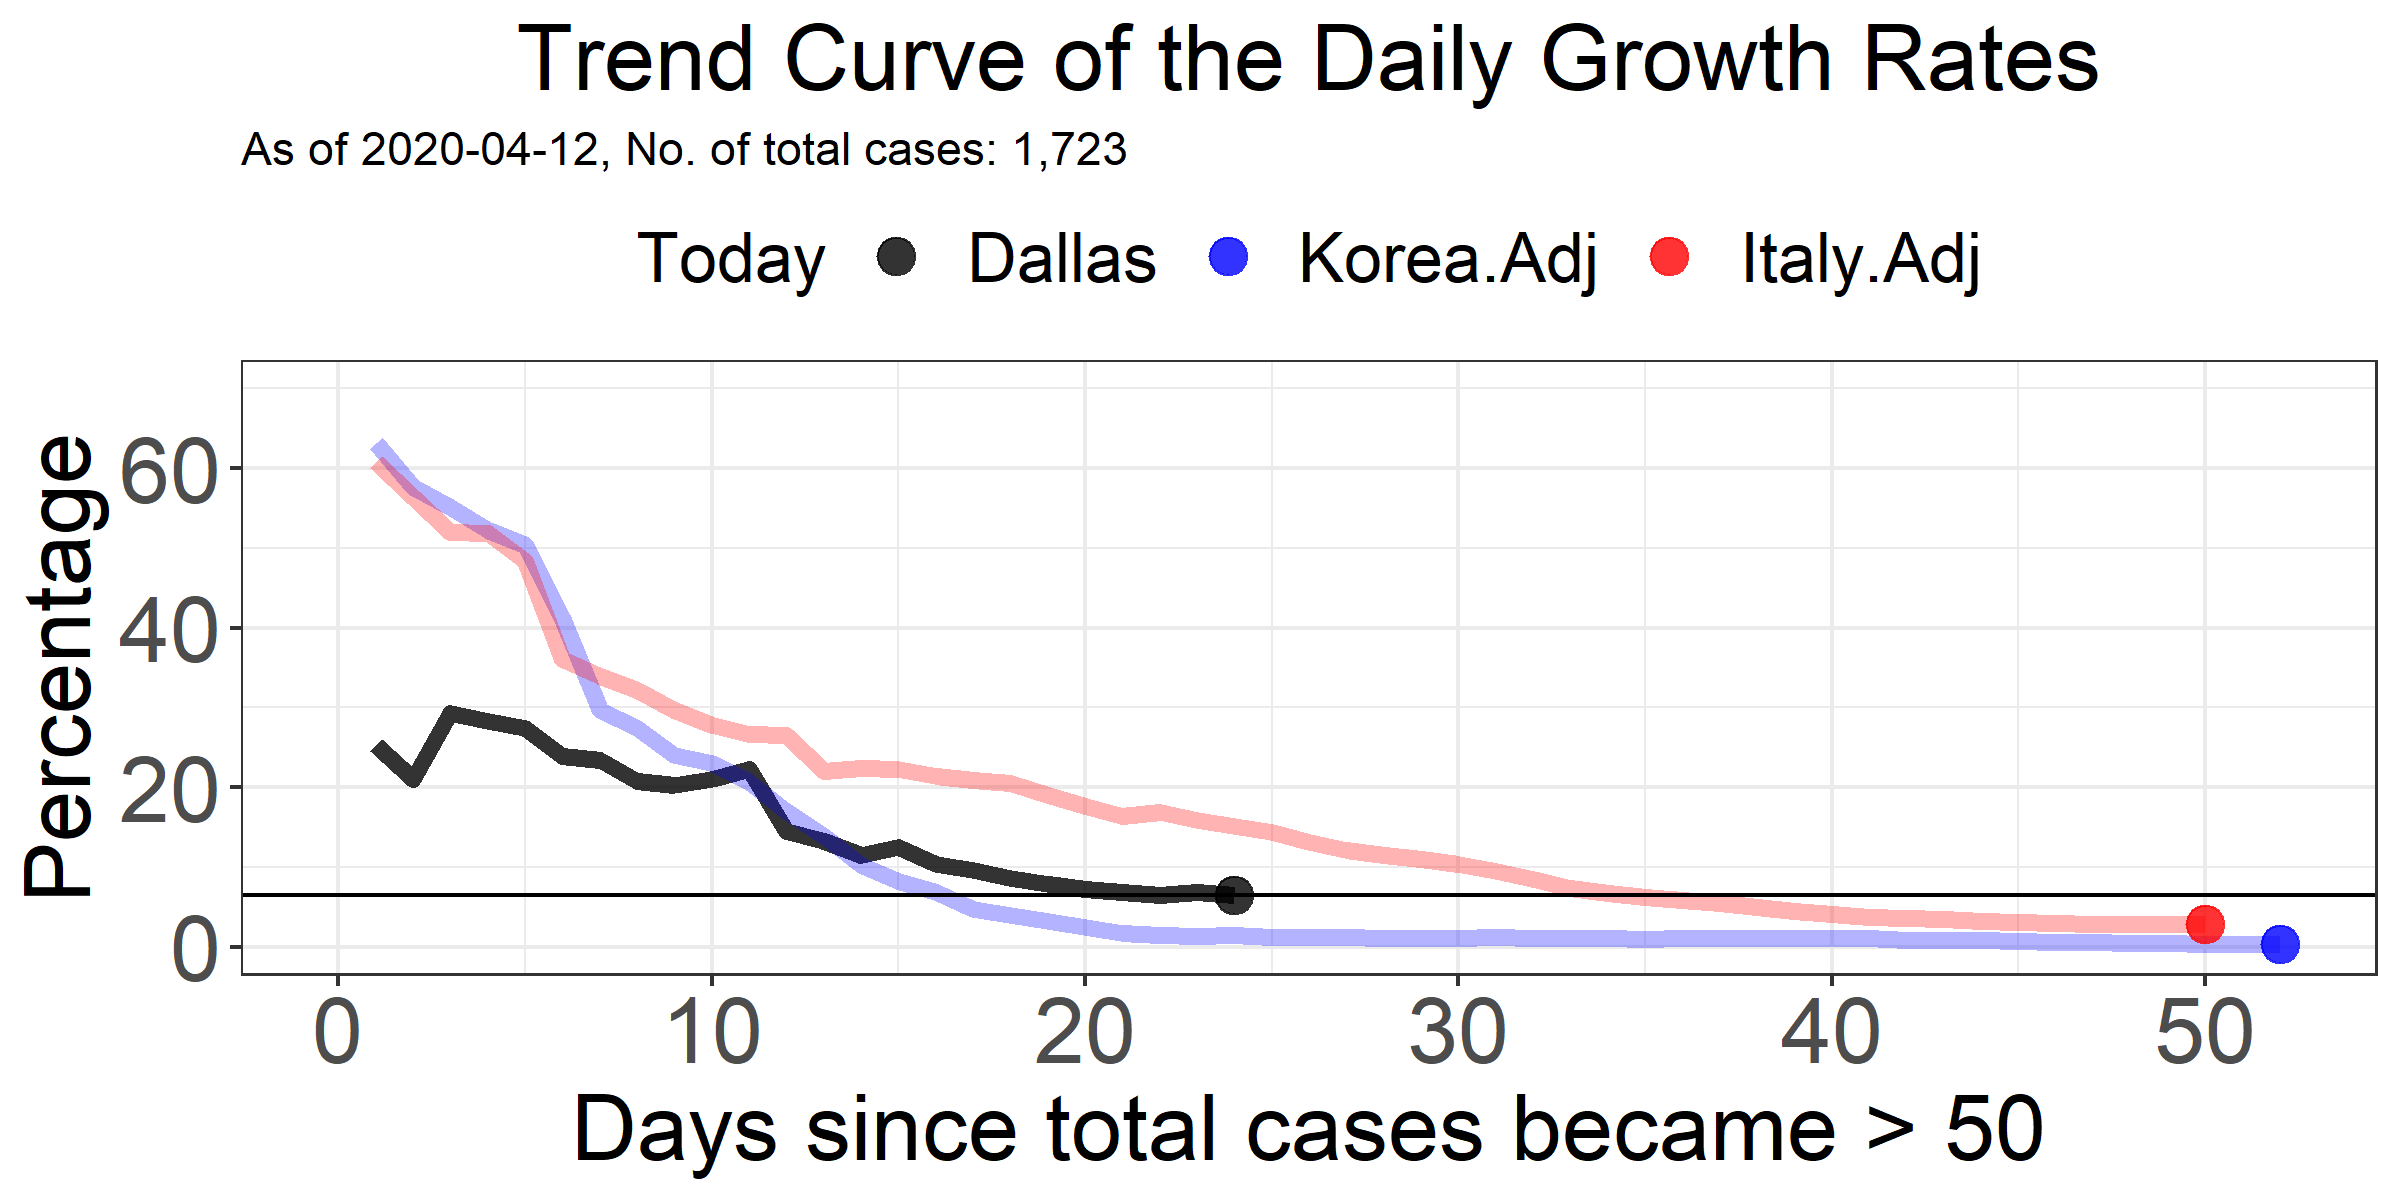 Trend Curve of the Daily Growth Rates
As of 2020-04-12, No. of total cases: 1,723
Today Dallas Korea.Adj Italy.Adj
Percentage
60
40
20
0
0 10 20 30 40 50
Days since total cases became > 50